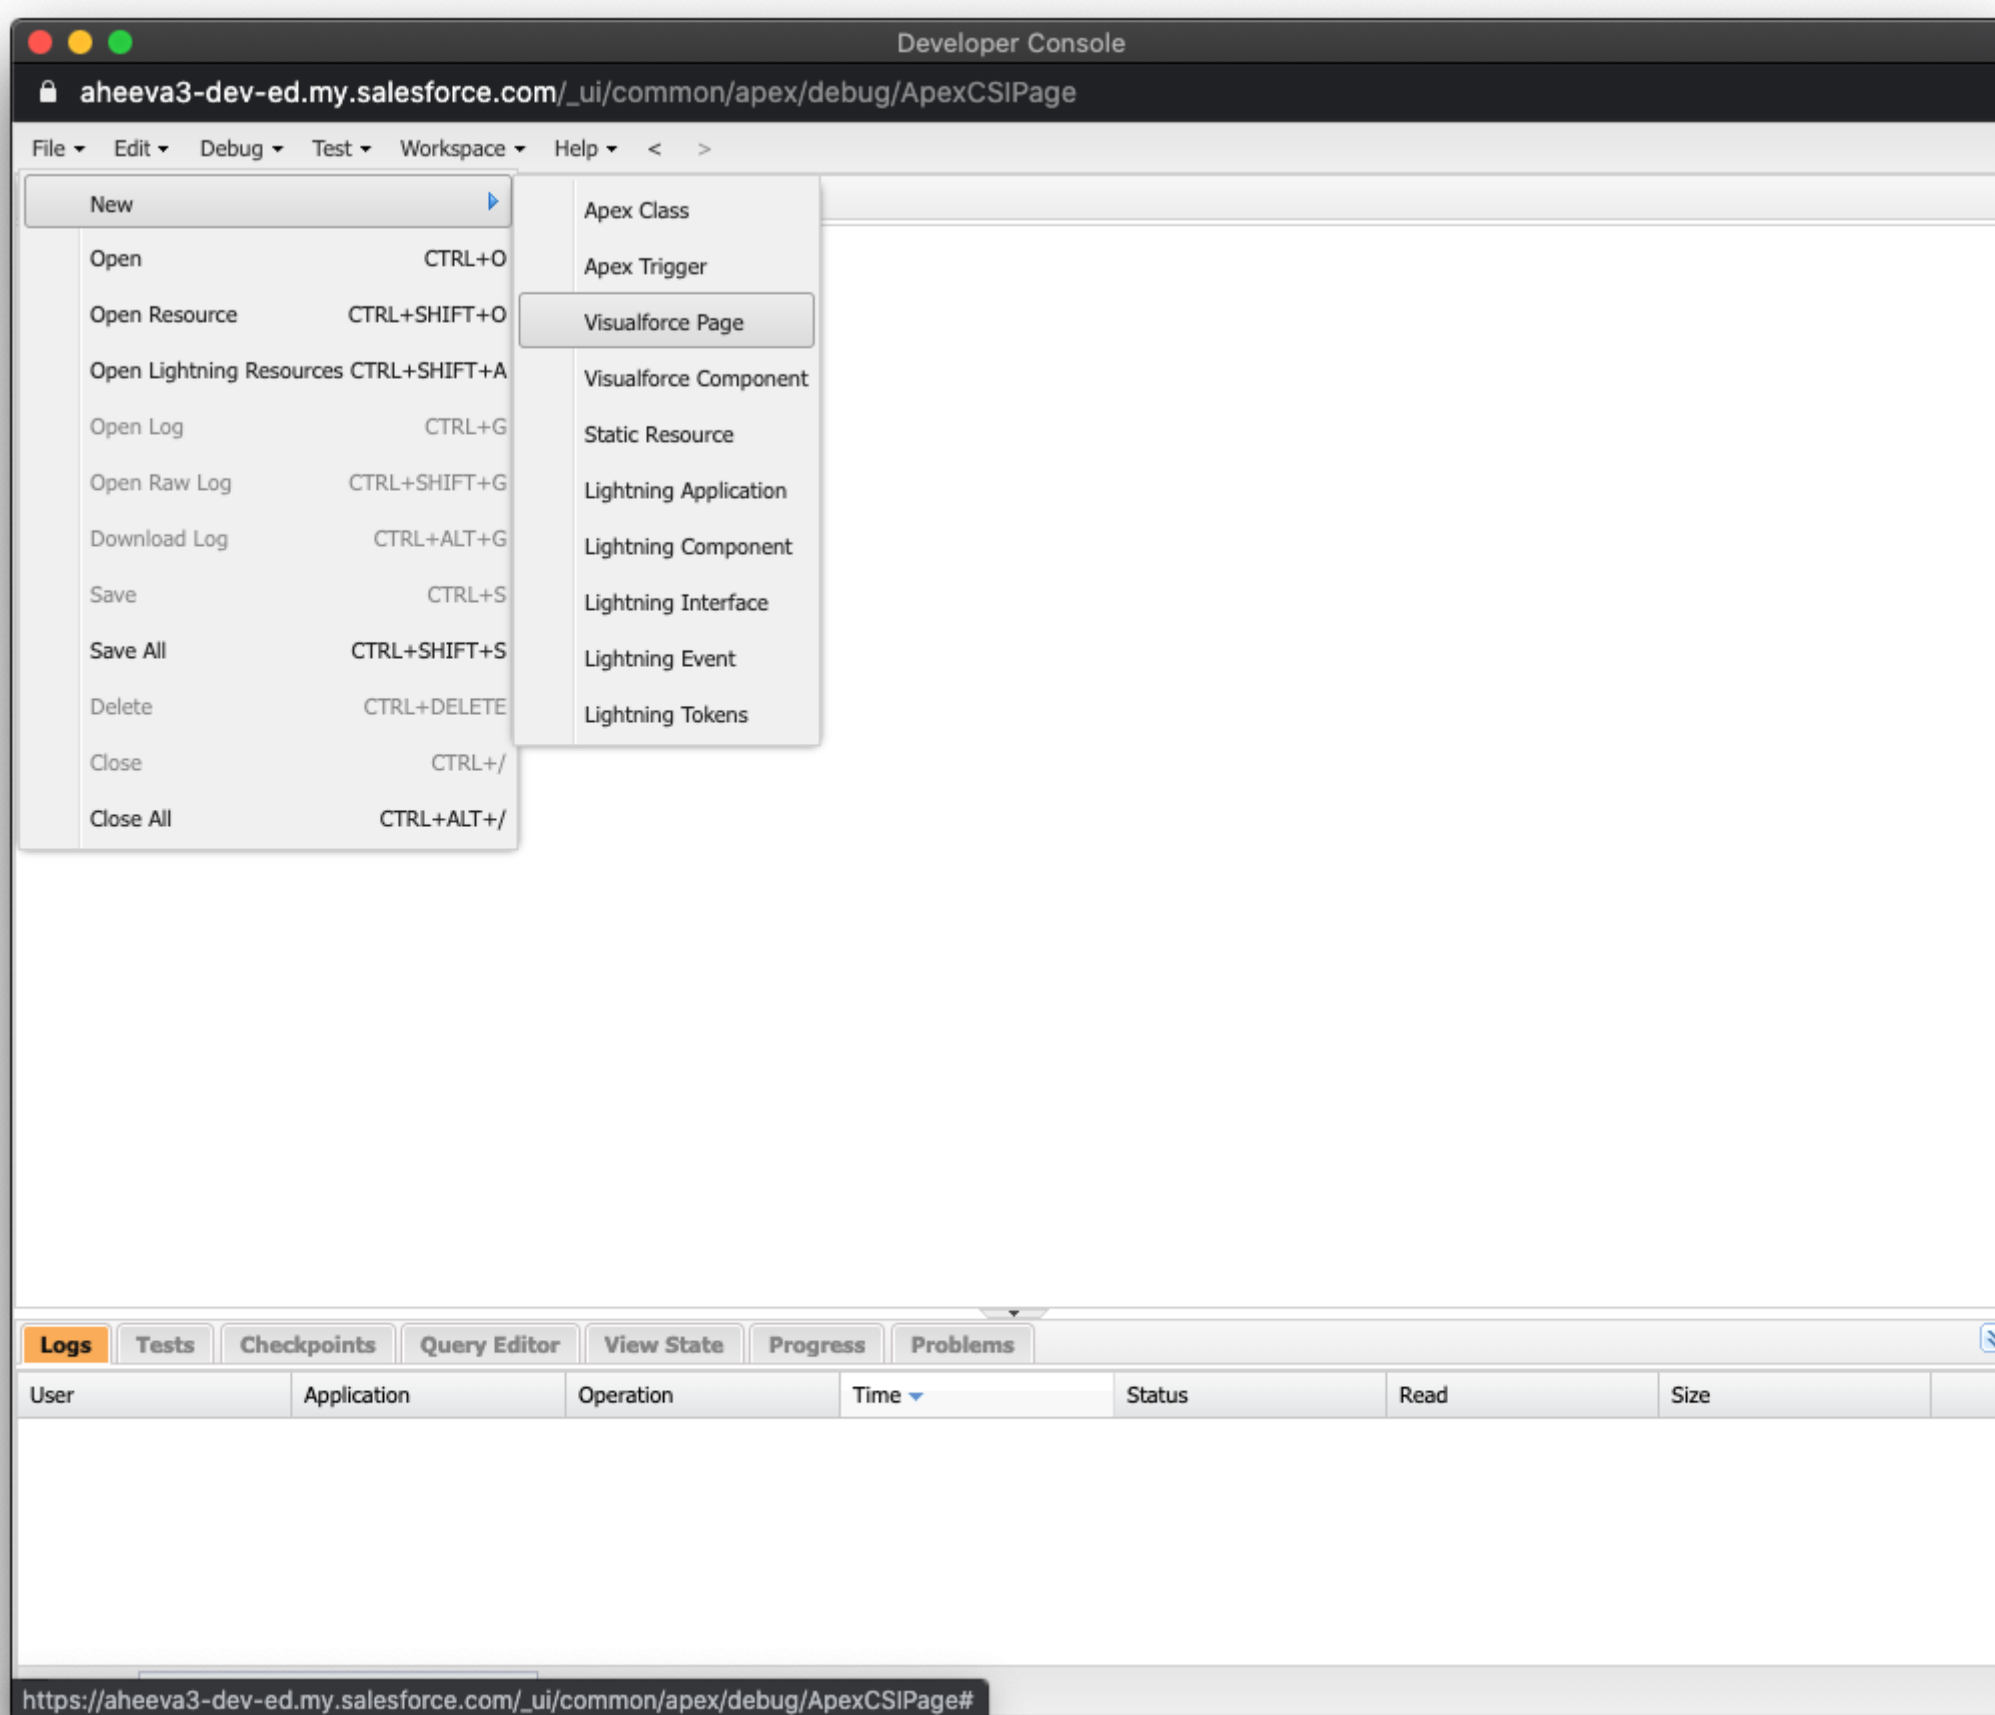 Developer Console
aheeva3-dev-ed.my.salesforce.com/_ui/common/apex/debug/ApexCSIPage
File Edit Debug Test Workspace Help < >
New
Open CTRL+O
Open Resource CTRL+SHIFT+O
Open Lightning Resources CTRL+SHIFT+A
Open Log CTRL+G
Open Raw Log CTRL+SHIFT+G
Download Log CTRL+ALT+G
Save CTRL+S
Save All CTRL+SHIFT+S
Delete CTRL+DELETE
Close CTRL+/
Close All CTRL+ALT+/
Apex Class
Apex Trigger
Visualforce Page
Visualforce Component
Static Resource
Lightning Application
Lightning Component
Lightning Interface
Lightning Event
Lightning Tokens
Logs Tests Checkpoints Query Editor View State Progress Problems
User Application Operation Time Status Read Size
https://aheeva3-dev-ed.my.salesforce.com/_ui/common/apex/debug/ApexCSIPage#